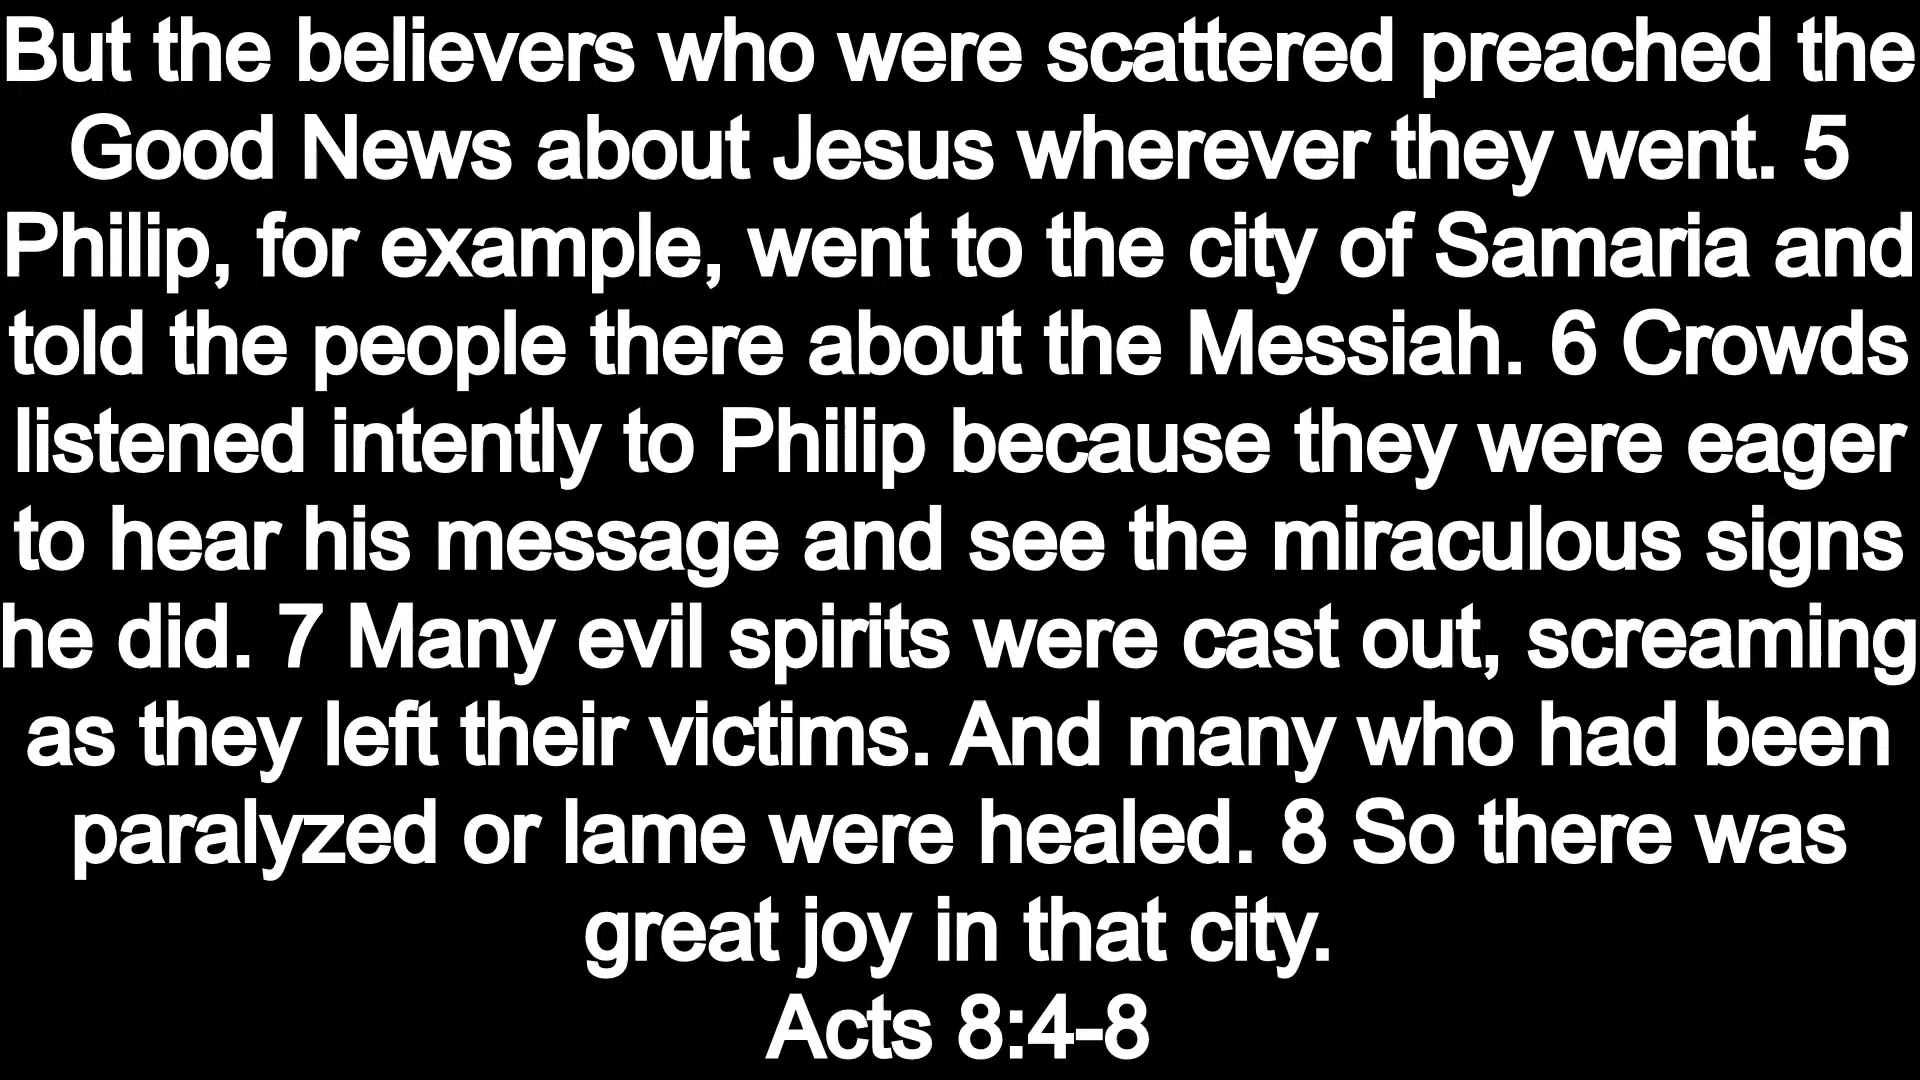 But the believers who were scattered preached the
Good News about Jesus wherever they went. 5
Philip, for example, went to the city of Samaria and
told the people there about the Messiah. 6 Crowds
listened intently to Philip because they were eager
to hear his message and see the miraculous signs
he did. 7 Many evil spirits were cast out, screaming
as they left their victims. And many who had been
paralyzed or lame were healed. 8 So there was
great joy in that city.
Acts 8:4-8